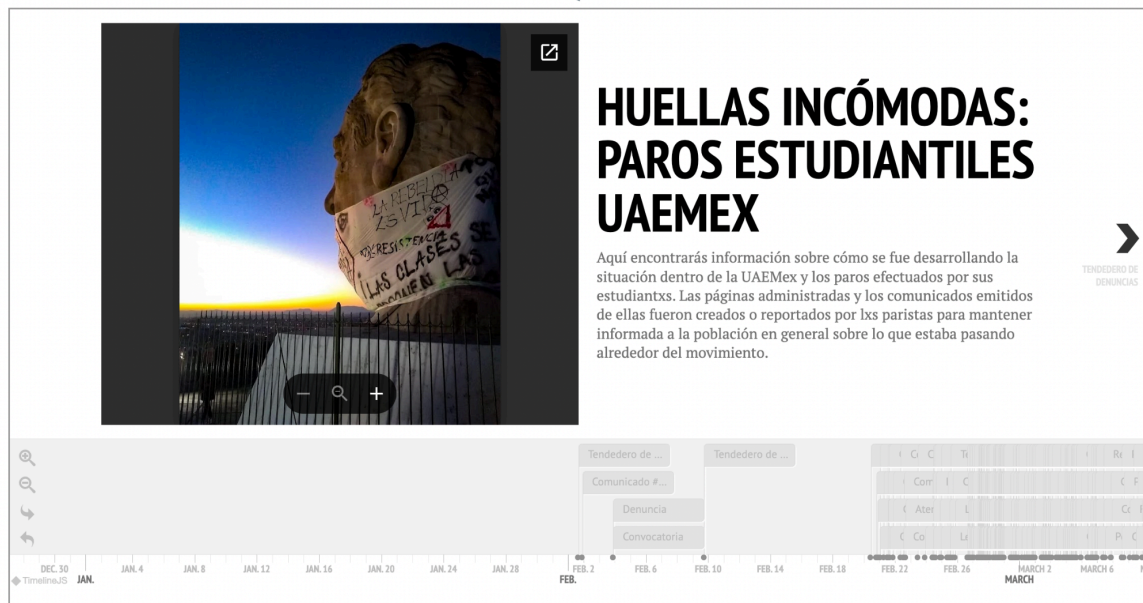 LA REBELDÍA
ES VIVA
RESISTENCIA
¡LAS CLASES SE
LAS
HUELLAS INCÓMODAS:
PAROS ESTUDIANTILES
UAEMEX
Aquí encontrarás información sobre cómo se fue desarrollando la
situación dentro de la UAEMex y los paros efectuados por sus
estudiantxs. Las páginas administradas y los comunicados emitidos
de ellas fueron creados o reportados por lxs paristas para mantener
informada a la población en general sobre lo que estaba pasando
alrededor del movimiento.
TENDEDERO DE
DENUNCIAS
Tendedero de ...
Tendedero de ...
Comunicado #...
Denuncia
Convocatoria
DEC. 30
JAN.
JAN. 4
JAN. 8
JAN. 12
JAN. 16
JAN. 20
JAN. 24
JAN. 28
FEB.
FEB. 2
FEB. 6
FEB. 10
FEB. 14
FEB. 18
FEB. 22
FEB. 26
MARCH
MARCH 2
MARCH 6
TimelineJS